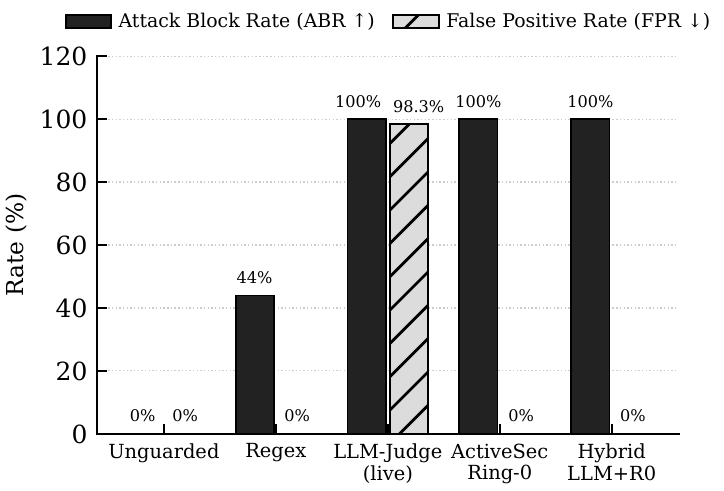 Attack Block Rate (ABR ↑) False Positive Rate (FPR ↓)
120
100
80
60
40
20
0
Rate (%)
0% 0%
44% 0%
100% 98.3%
100% 0%
100% 0%
Unguarded
Regex
LLM-Judge
(live)
ActiveSec
Ring-0
Hybrid
LLM+R0